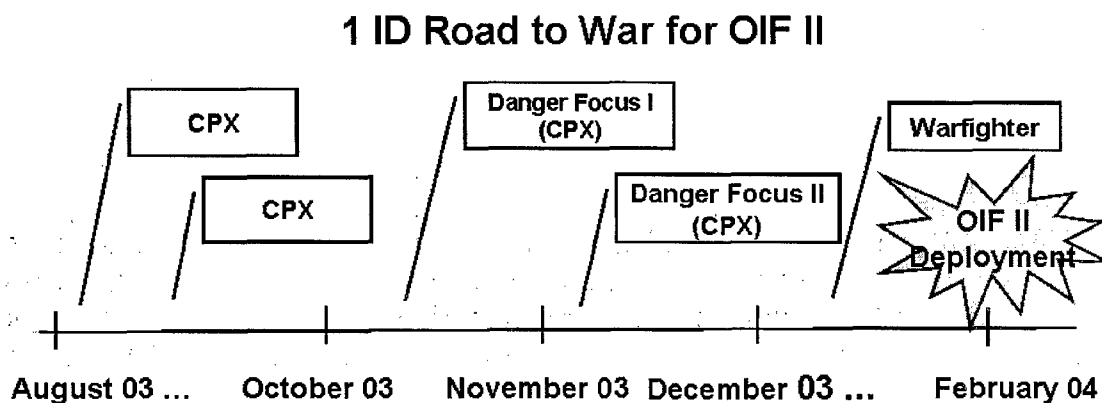 1 ID Road to War for OIF II
CPX
CPX
Danger Focus I
(CPX)
Danger Focus II
(CPX)
Warfighter
OIF II
Deployment
August 03 ...
October 03
November 03
December 03 ...
February 04